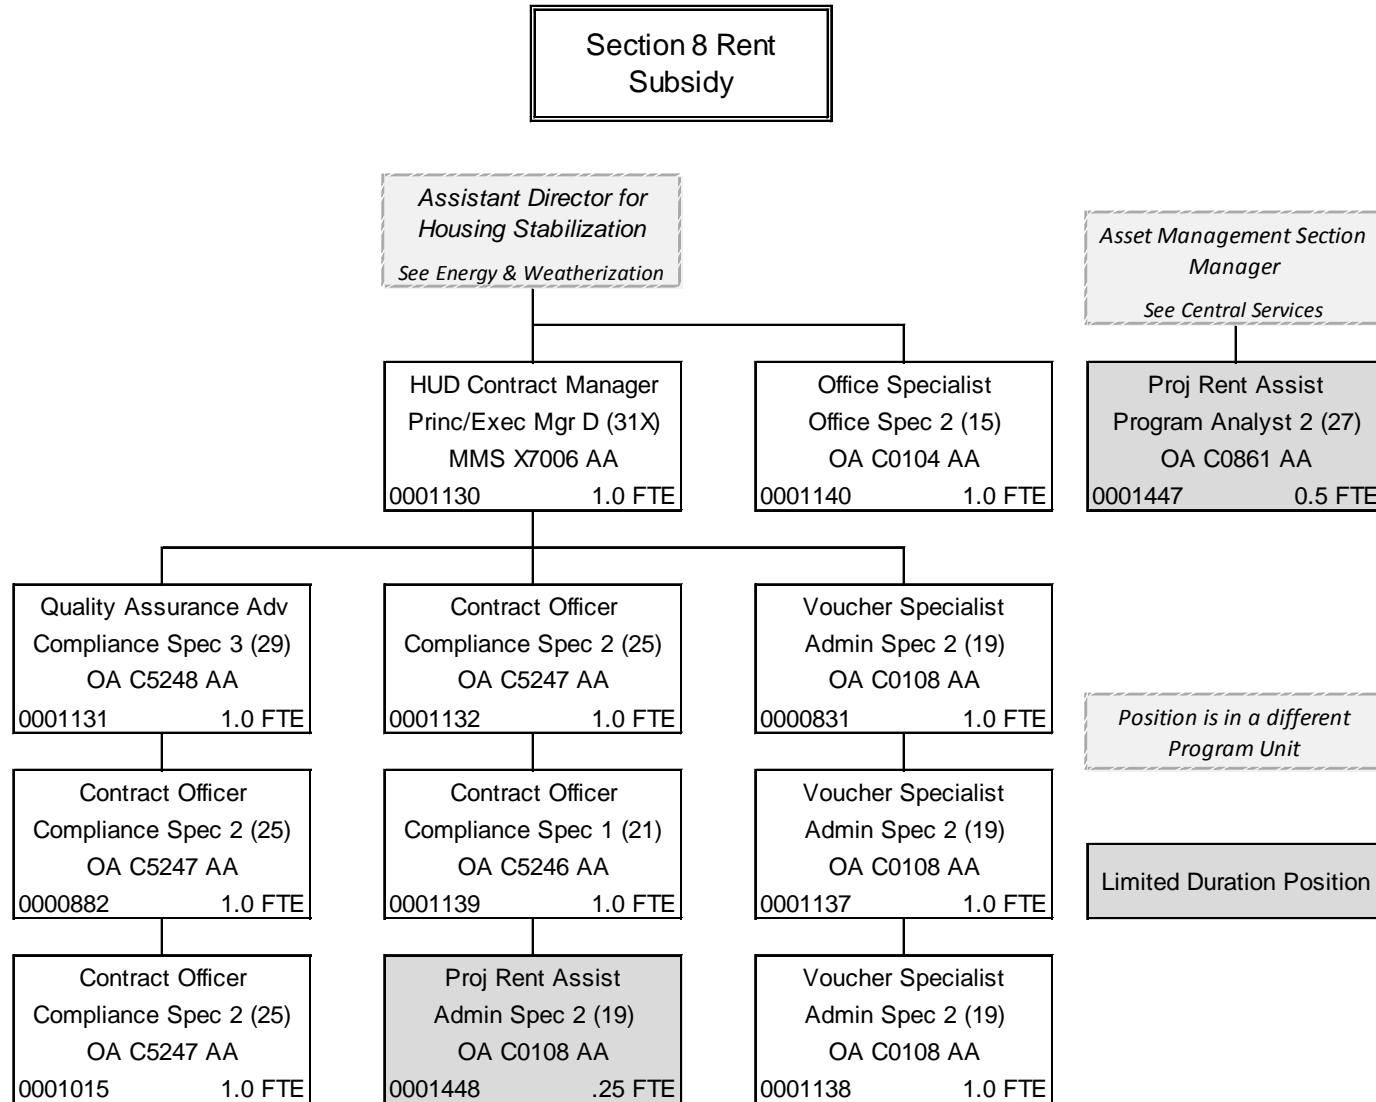 Section 8 Rent
Subsidy
Assistant Director for
Housing Stabilization
See Energy & Weatherization
Asset Management Section
Manager
See Central Services
HUD Contract Manager
Princ/Exec Mgr D (31X)
MMS X7006 AA
0001130 1.0 FTE
Office Specialist
Office Spec 2 (15)
OA C0104 AA
0001140 1.0 FTE
Proj Rent Assist
Program Analyst 2 (27)
OA C0861 AA
0001447 0.5 FTE
Quality Assurance Adv
Compliance Spec 3 (29)
OA C5248 AA
0001131 1.0 FTE
Contract Officer
Compliance Spec 2 (25)
OA C5247 AA
0001132 1.0 FTE
Voucher Specialist
Admin Spec 2 (19)
OA C0108 AA
0000831 1.0 FTE
Position is in a different
Program Unit
Contract Officer
Compliance Spec 2 (25)
OA C5247 AA
0000882 1.0 FTE
Contract Officer
Compliance Spec 1 (21)
OA C5246 AA
0001139 1.0 FTE
Voucher Specialist
Admin Spec 2 (19)
OA C0108 AA
0001137 1.0 FTE
Limited Duration Position
Contract Officer
Compliance Spec 2 (25)
OA C5247 AA
0001015 1.0 FTE
Proj Rent Assist
Admin Spec 2 (19)
OA C0108 AA
0001448 .25 FTE
Voucher Specialist
Admin Spec 2 (19)
OA C0108 AA
0001138 1.0 FTE